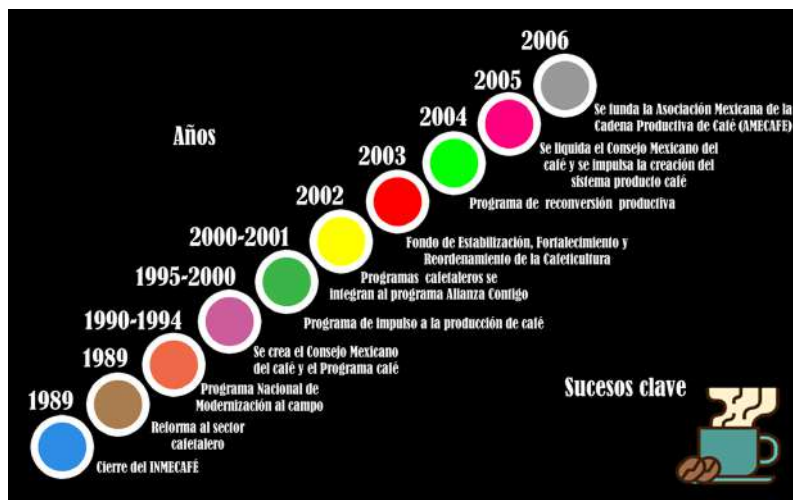 2006
Se funda la Asociación Mexicana de la
Cadena Productiva de Café (AMECAFE)
2005
Se liquida el Consejo Mexicano del
café y se impulsa la creación del
sistema producto café
Años
2004
Programa de reconversión productiva
2003
Fondo de Estabilización, Fortalecimiento y
Reordenamiento de la Cafeticultura
2002
Programas cafetaleros se
integran al programa Alianza Contigo
2000-2001
Programa de impulso a la producción de café
1995-2000
Se crea el Consejo Mexicano
del café y el Programa café
1990-1994
Programa Nacional de
Modernización al campo
1989
Reforma al sector
cafetalero
1989
Cierre del INMECAFÉ
Sucesos clave